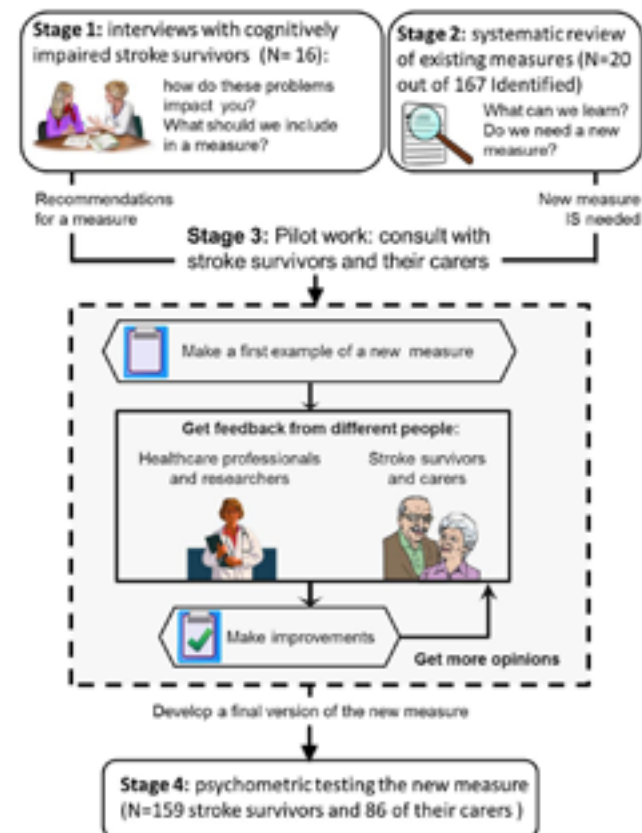 Stage 1: interviews with cognitively
impaired stroke survivors (N= 16):
how do these problems
impact you?
What should we include
in a measure?
Stage 2: systematic review
of existing measures (N=20
out of 167 Identified)
What can we learn?
Do we need a new
measure?
Recommendations
for a measure
New measure
IS needed
Stage 3: Pilot work: consult with
stroke survivors and their carers
Make a first example of a new measure
Get feedback from different people:
Healthcare professionals
and researchers
Stroke survivors
and carers
Make improvements
Get more opinions
Develop a final version of the new measure
Stage 4: psychometric testing the new measure
(N=159 stroke survivors and 86 of their carers )